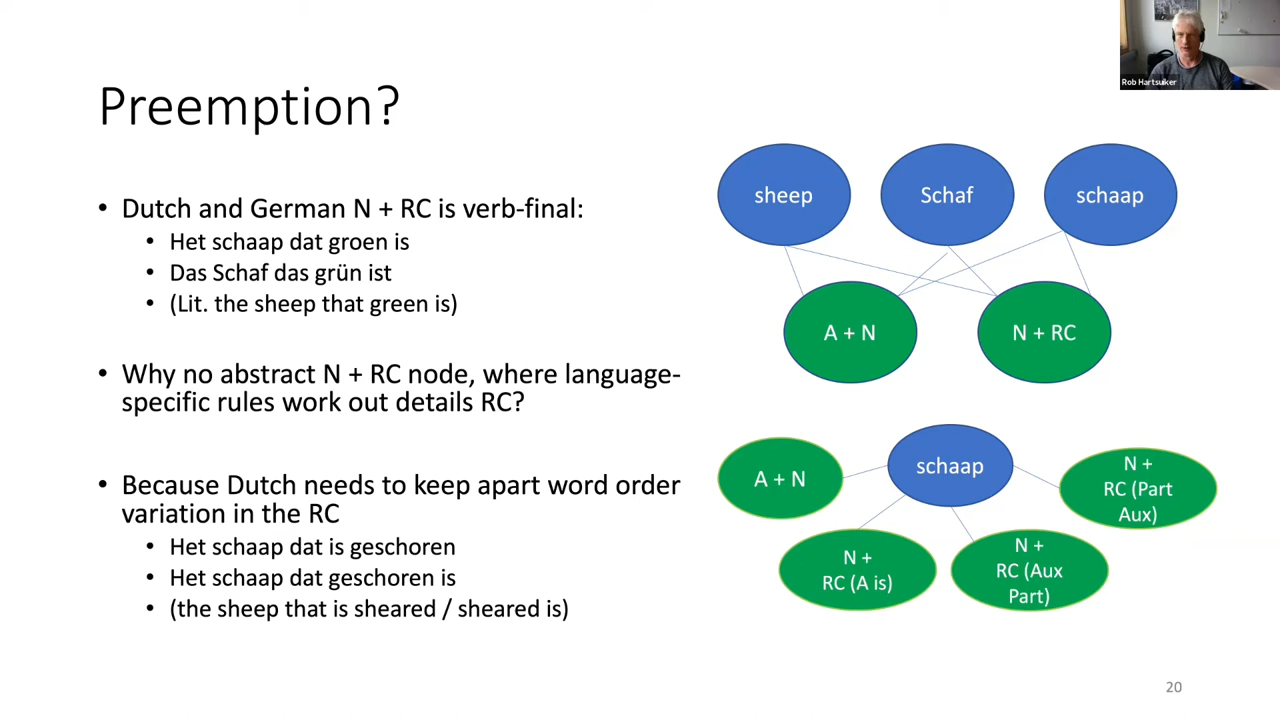 Rob Hartsuiker
Preemption?
• Dutch and German N + RC is verb-final:
• Het schaap dat groen is
• Das Schaf das grün ist
• (Lit. the sheep that green is)
• Why no abstract N + RC node, where language-
specific rules work out details RC?
• Because Dutch needs to keep apart word order
variation in the RC
• Het schaap dat is geschoren
• Het schaap dat geschoren is
• (the sheep that is sheared / sheared is)
sheep
Schaf
schaap
A + N
N + RC
schaap
A + N
N +
RC (Part
Aux)
N +
RC (A is)
N +
RC (Aux
Part)
20